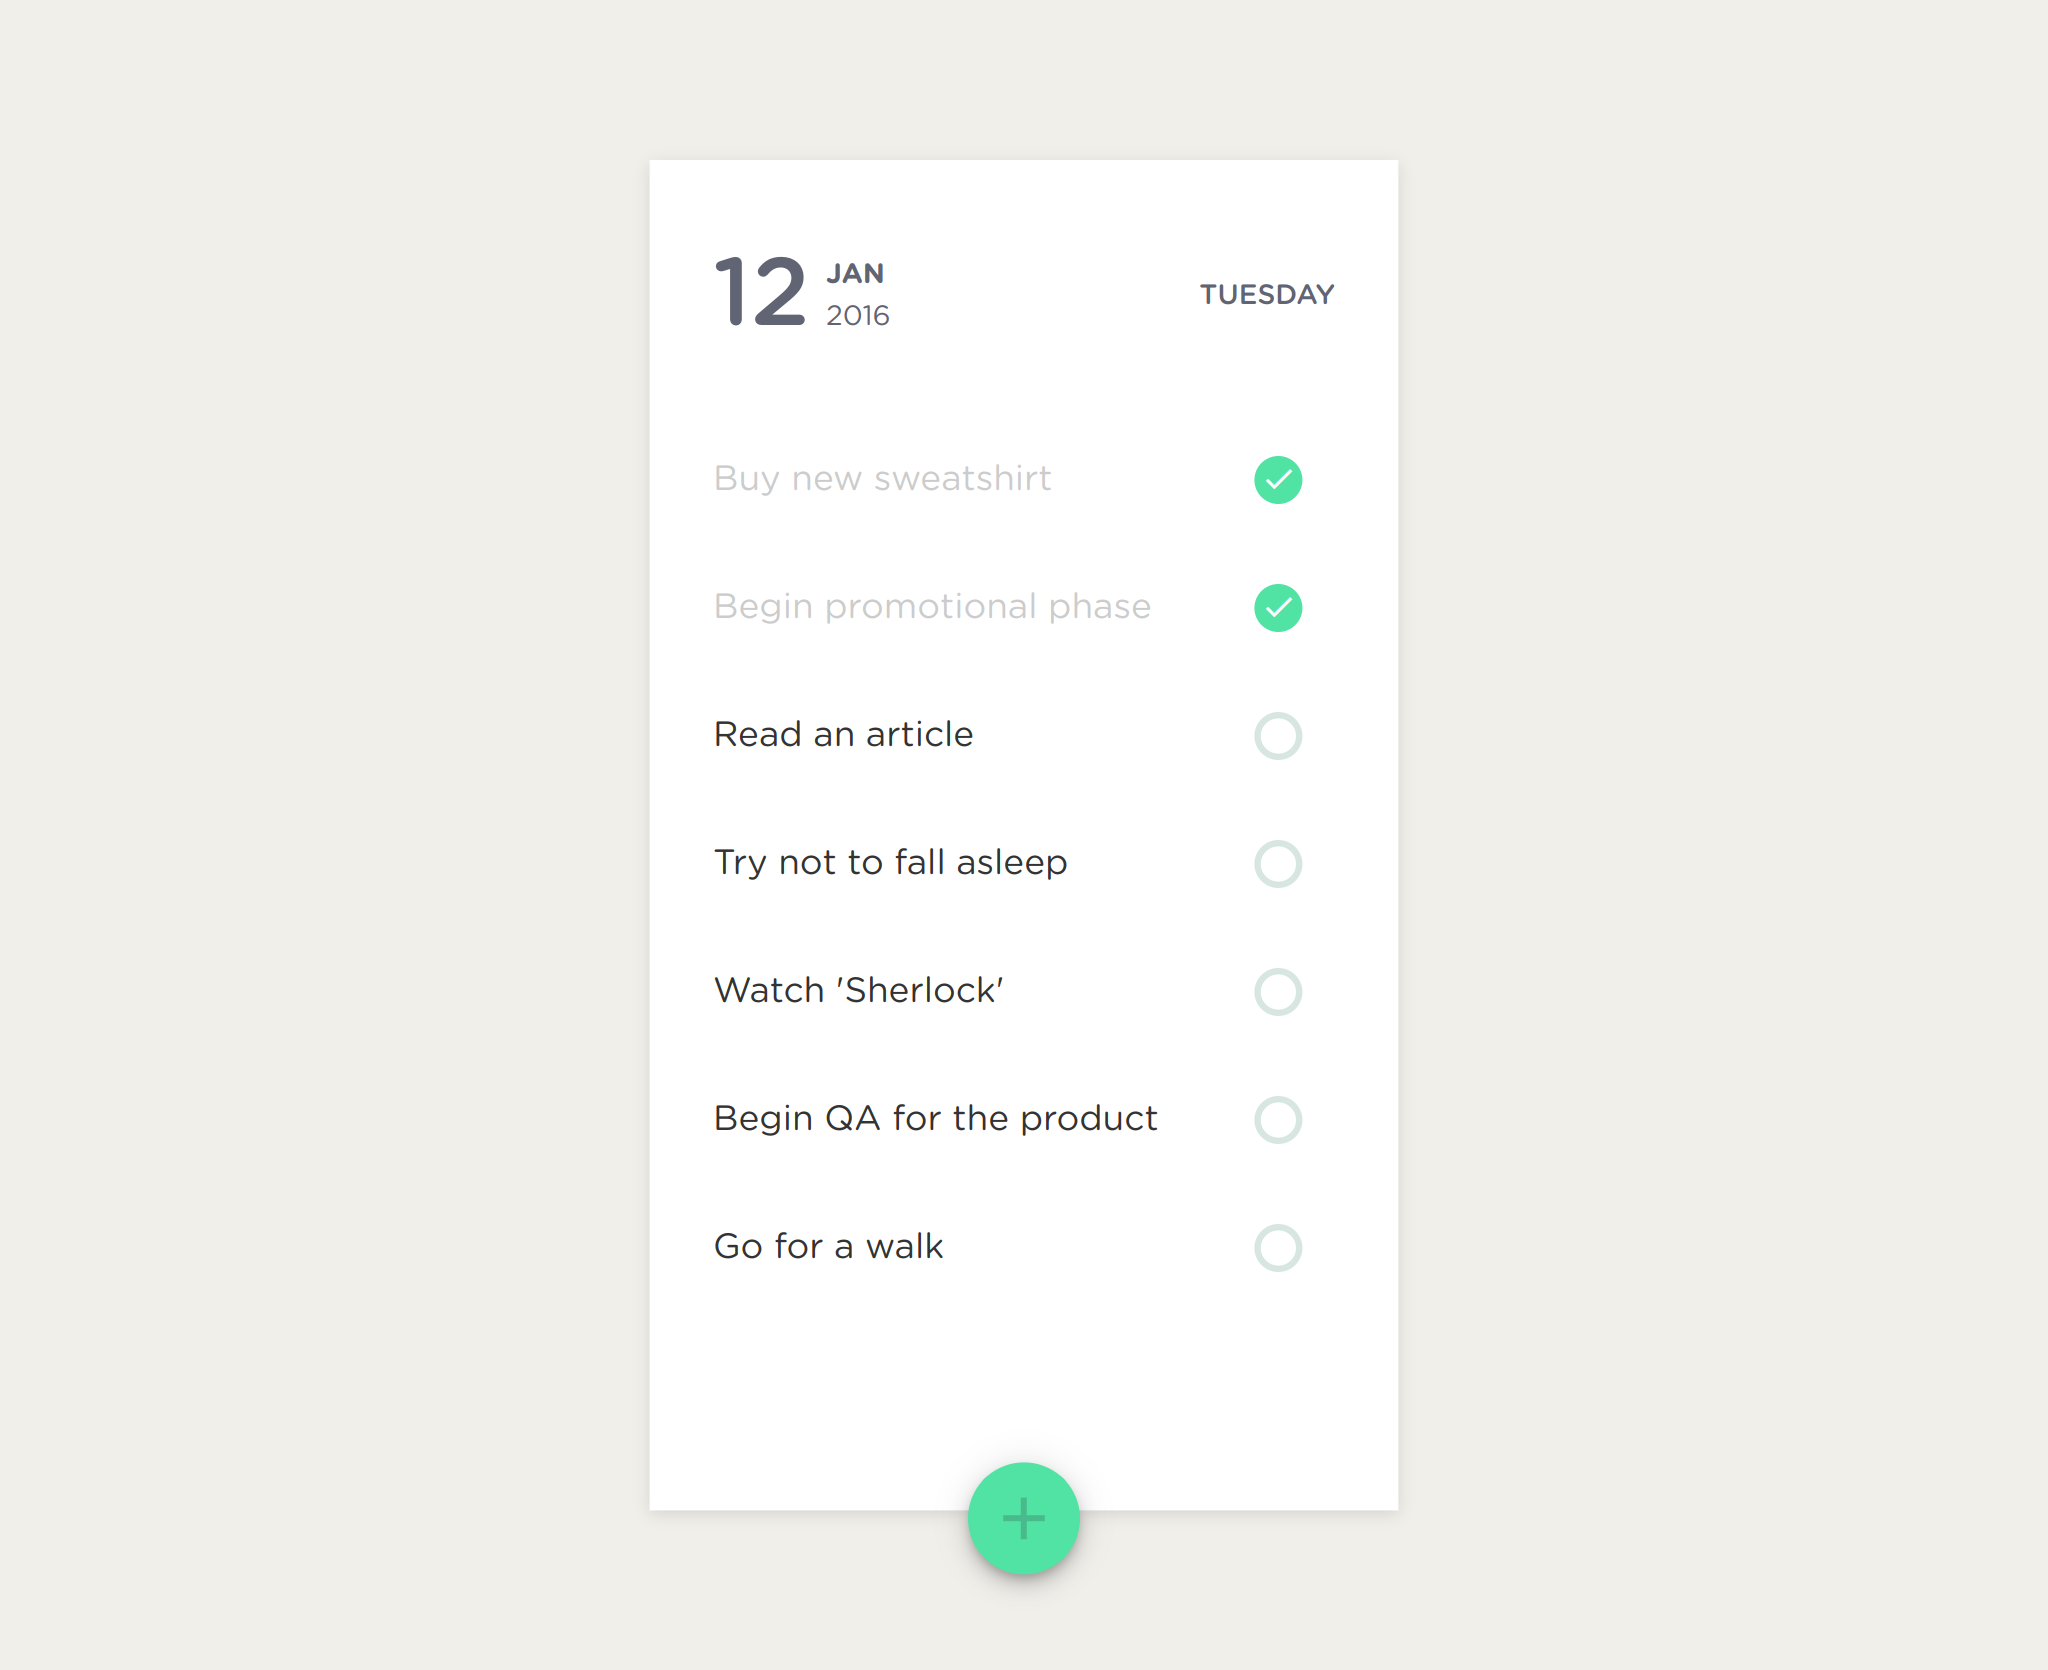 12
JAN
2016
TUESDAY
Buy new sweatshirt
Begin promotional phase
Read an article
Try not to fall asleep
Watch 'Sherlock'
Begin QA for the product
Go for a walk